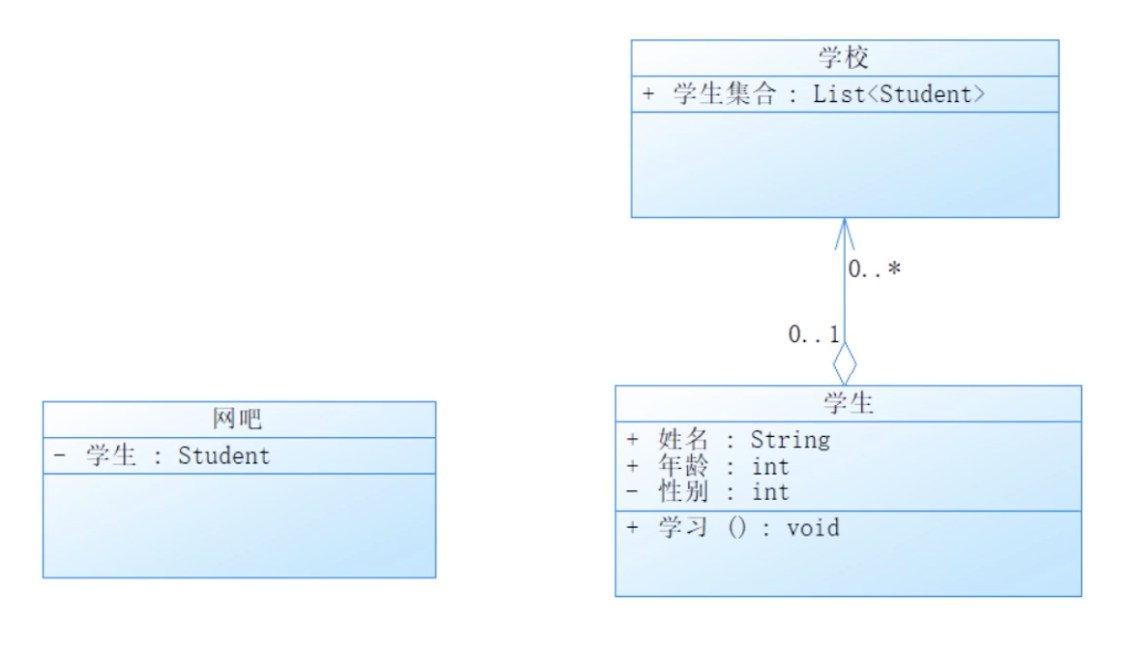 学校
+ 学生集合 : List<Student>
0..*
0..1
网吧
- 学生 : Student
学生
+ 姓名 : String
+ 年龄 : int
- 性别 : int
+ 学习 () : void